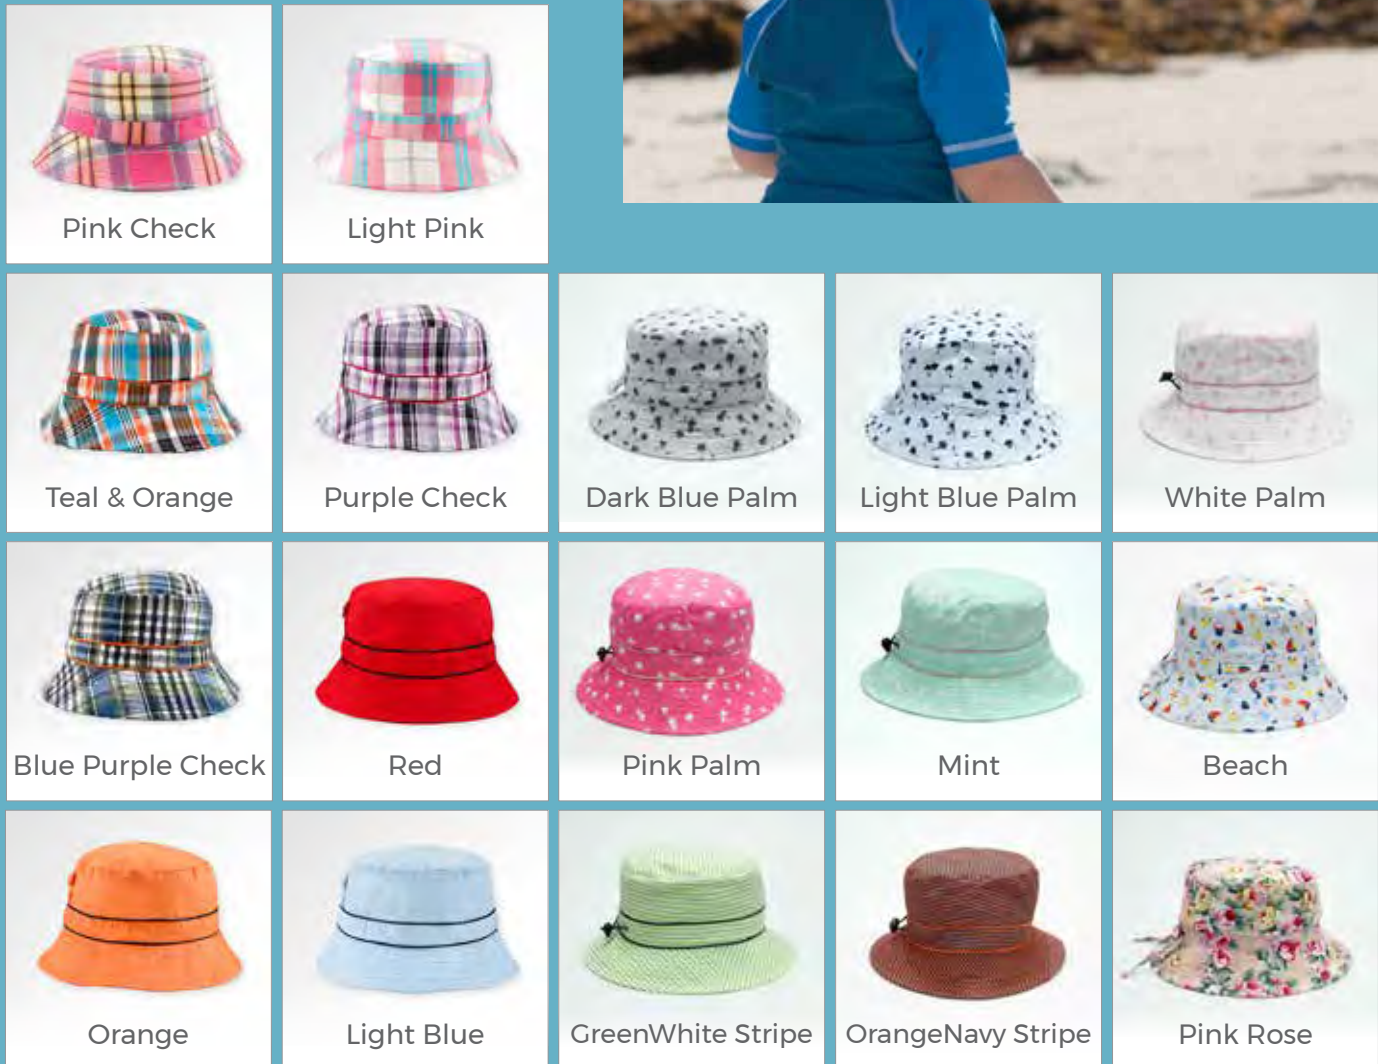 Pink Check
Light Pink
Teal & Orange
Purple Check
Dark Blue Palm
Light Blue Palm
White Palm
Blue Purple Check
Red
Pink Palm
Mint
Beach
Orange
Light Blue
GreenWhite Stripe
OrangeNavy Stripe
Pink Rose